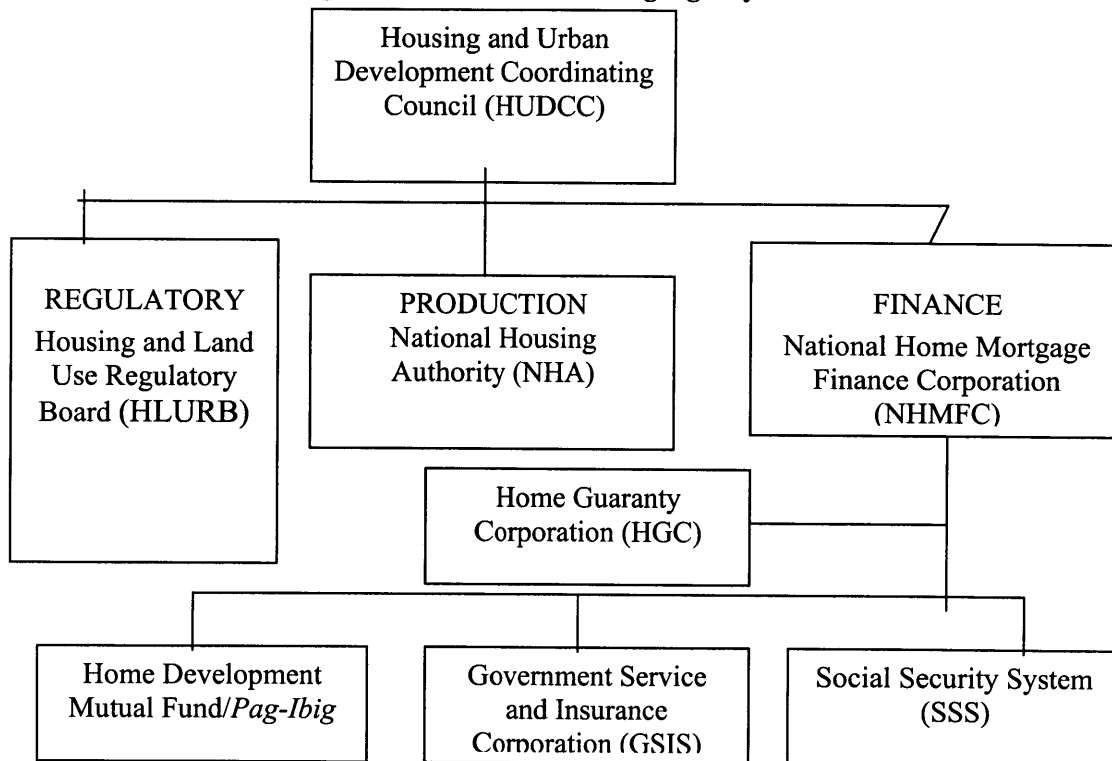 Housing and Urban
Development Coordinating
Council (HUDCC)
REGULATORY
Housing and Land
Use Regulatory
Board (HLURB)
PRODUCTION
National Housing
Authority (NHA)
FINANCE
National Home Mortgage
Finance Corporation
(NHMFC)
Home Guaranty
Corporation (HGC)
Home Development
Mutual Fund/Pag-Ibig
Government Service
and Insurance
Corporation (GSIS)
Social Security System
(SSS)